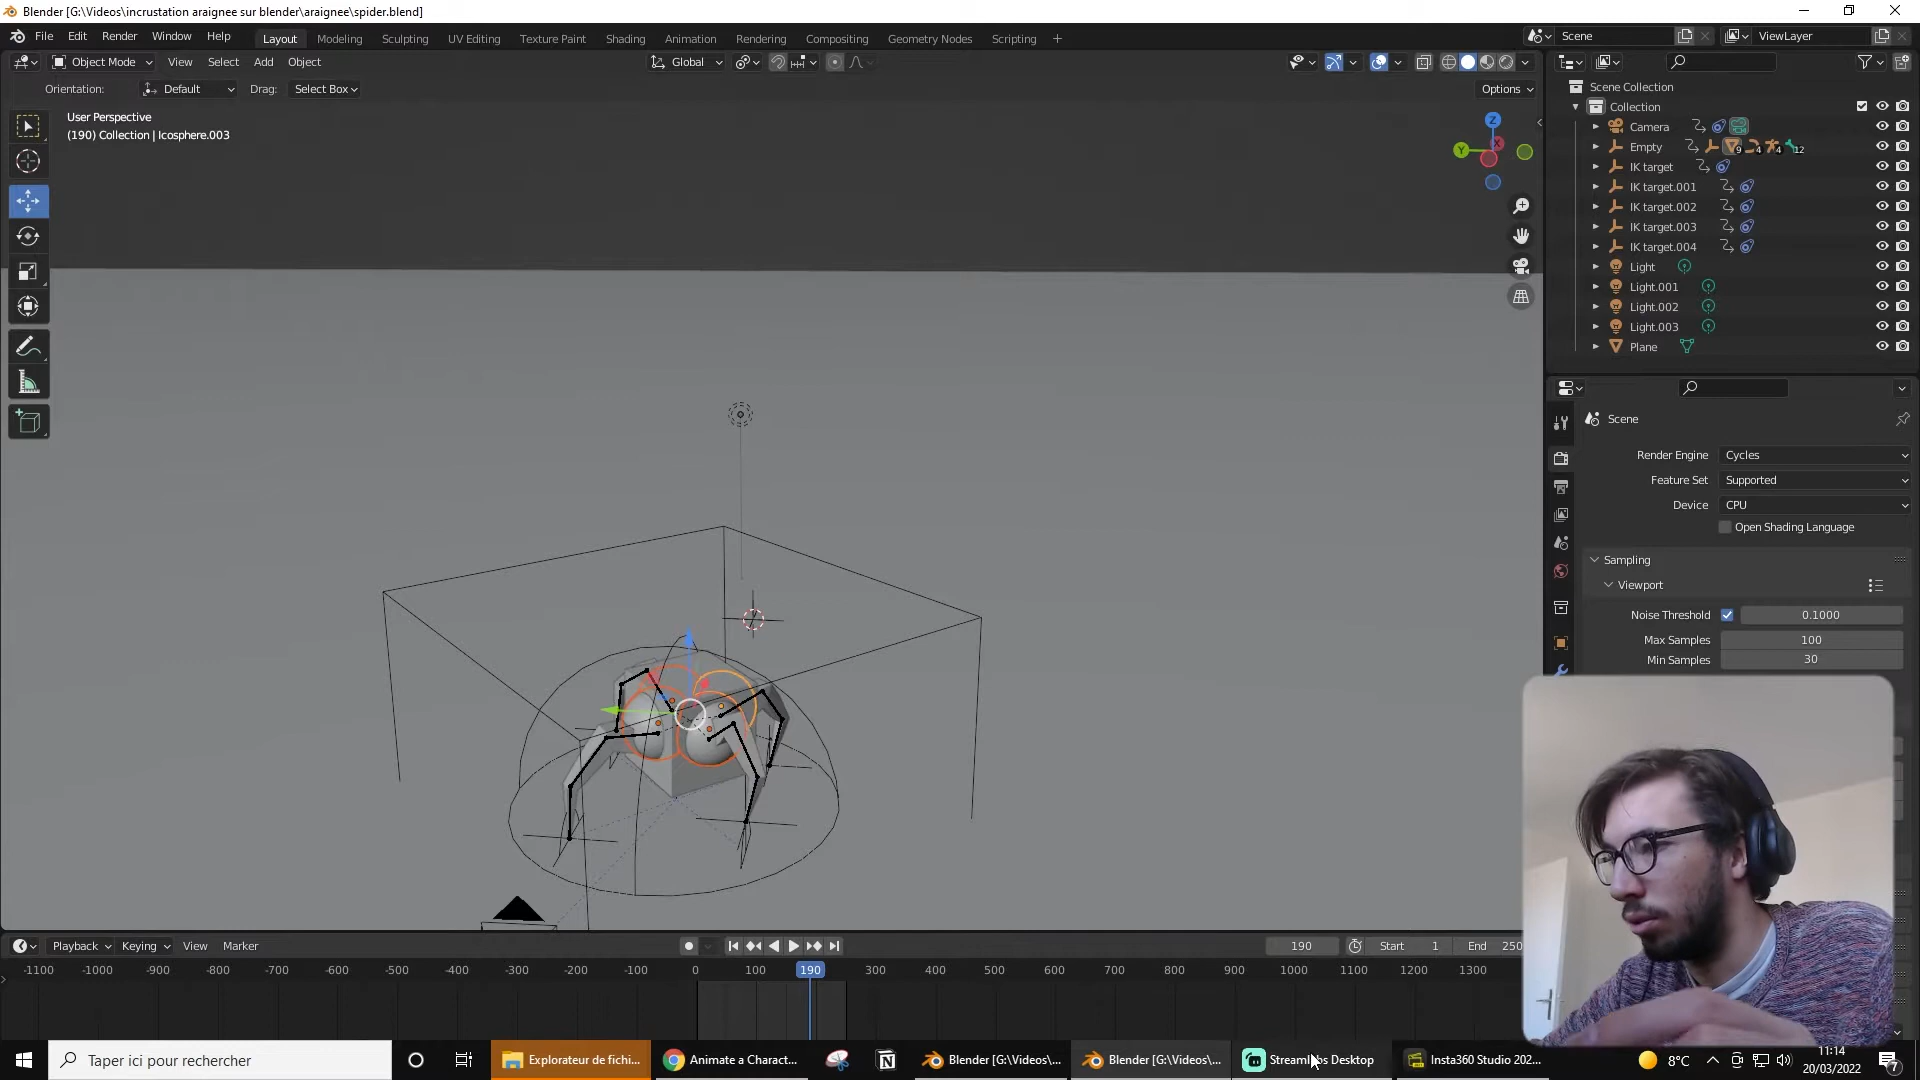 Blender [G:\Videos\incrustation araignee sur blender\araignee\spider.blend]
File Edit Render Window Help Layout Modeling Sculpting UV Editing Texture Paint Shading Animation Rendering Compositing Geometry Nodes Scripting + Scene ViewLayer
Object Mode View Select Add Object Global
Orientation: Default Drag: Select Box Options
User Perspective
(190) Collection | Icosphere.003
Z
Y
X
Scene Collection
Collection
Camera
Empty 9 4 4 12
IK target
IK target.001
IK target.002
IK target.003
IK target.004
Light
Light.001
Light.002
Light.003
Plane
Scene
Render Engine Cycles
Feature Set Supported
Device CPU
Open Shading Language
Sampling
Viewport
Noise Threshold 0.1000
Max Samples 100
Min Samples 30
Playback Keying View Marker 190 Start 1 End 250
-1100 -1000 -900 -800 -700 -600 -500 -400 -300 -200 -100 0 100 190 300 400 500 600 700 800 900 1000 1100 1200 1300
Taper ici pour rechercher Explorateur de fichi... Animate a Charact... Blender [G:\Videos\... Blender [G:\Videos\... Streamlabs Desktop Insta360 Studio 202... 8°C
11:14
20/03/2022
7